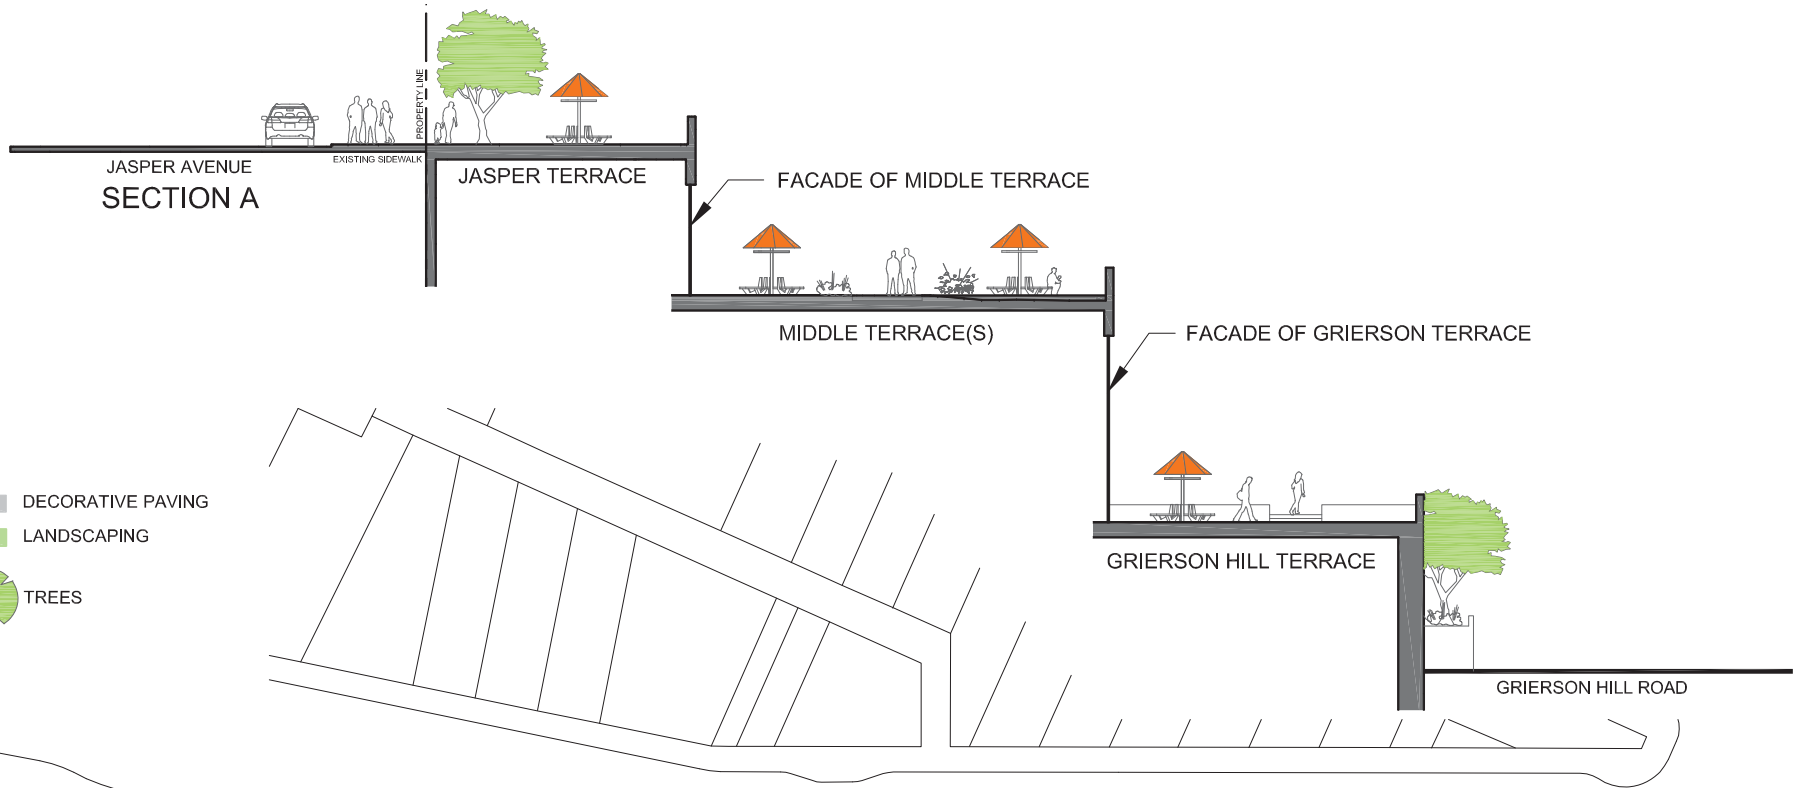 PROPERTY LINE
EXISTING SIDEWALK
JASPER AVENUE
SECTION A
JASPER TERRACE
FACADE OF MIDDLE TERRACE
MIDDLE TERRACE(S)
FACADE OF GRIERSON TERRACE
DECORATIVE PAVING
LANDSCAPING
TREES
GRIERSON HILL TERRACE
GRIERSON HILL ROAD